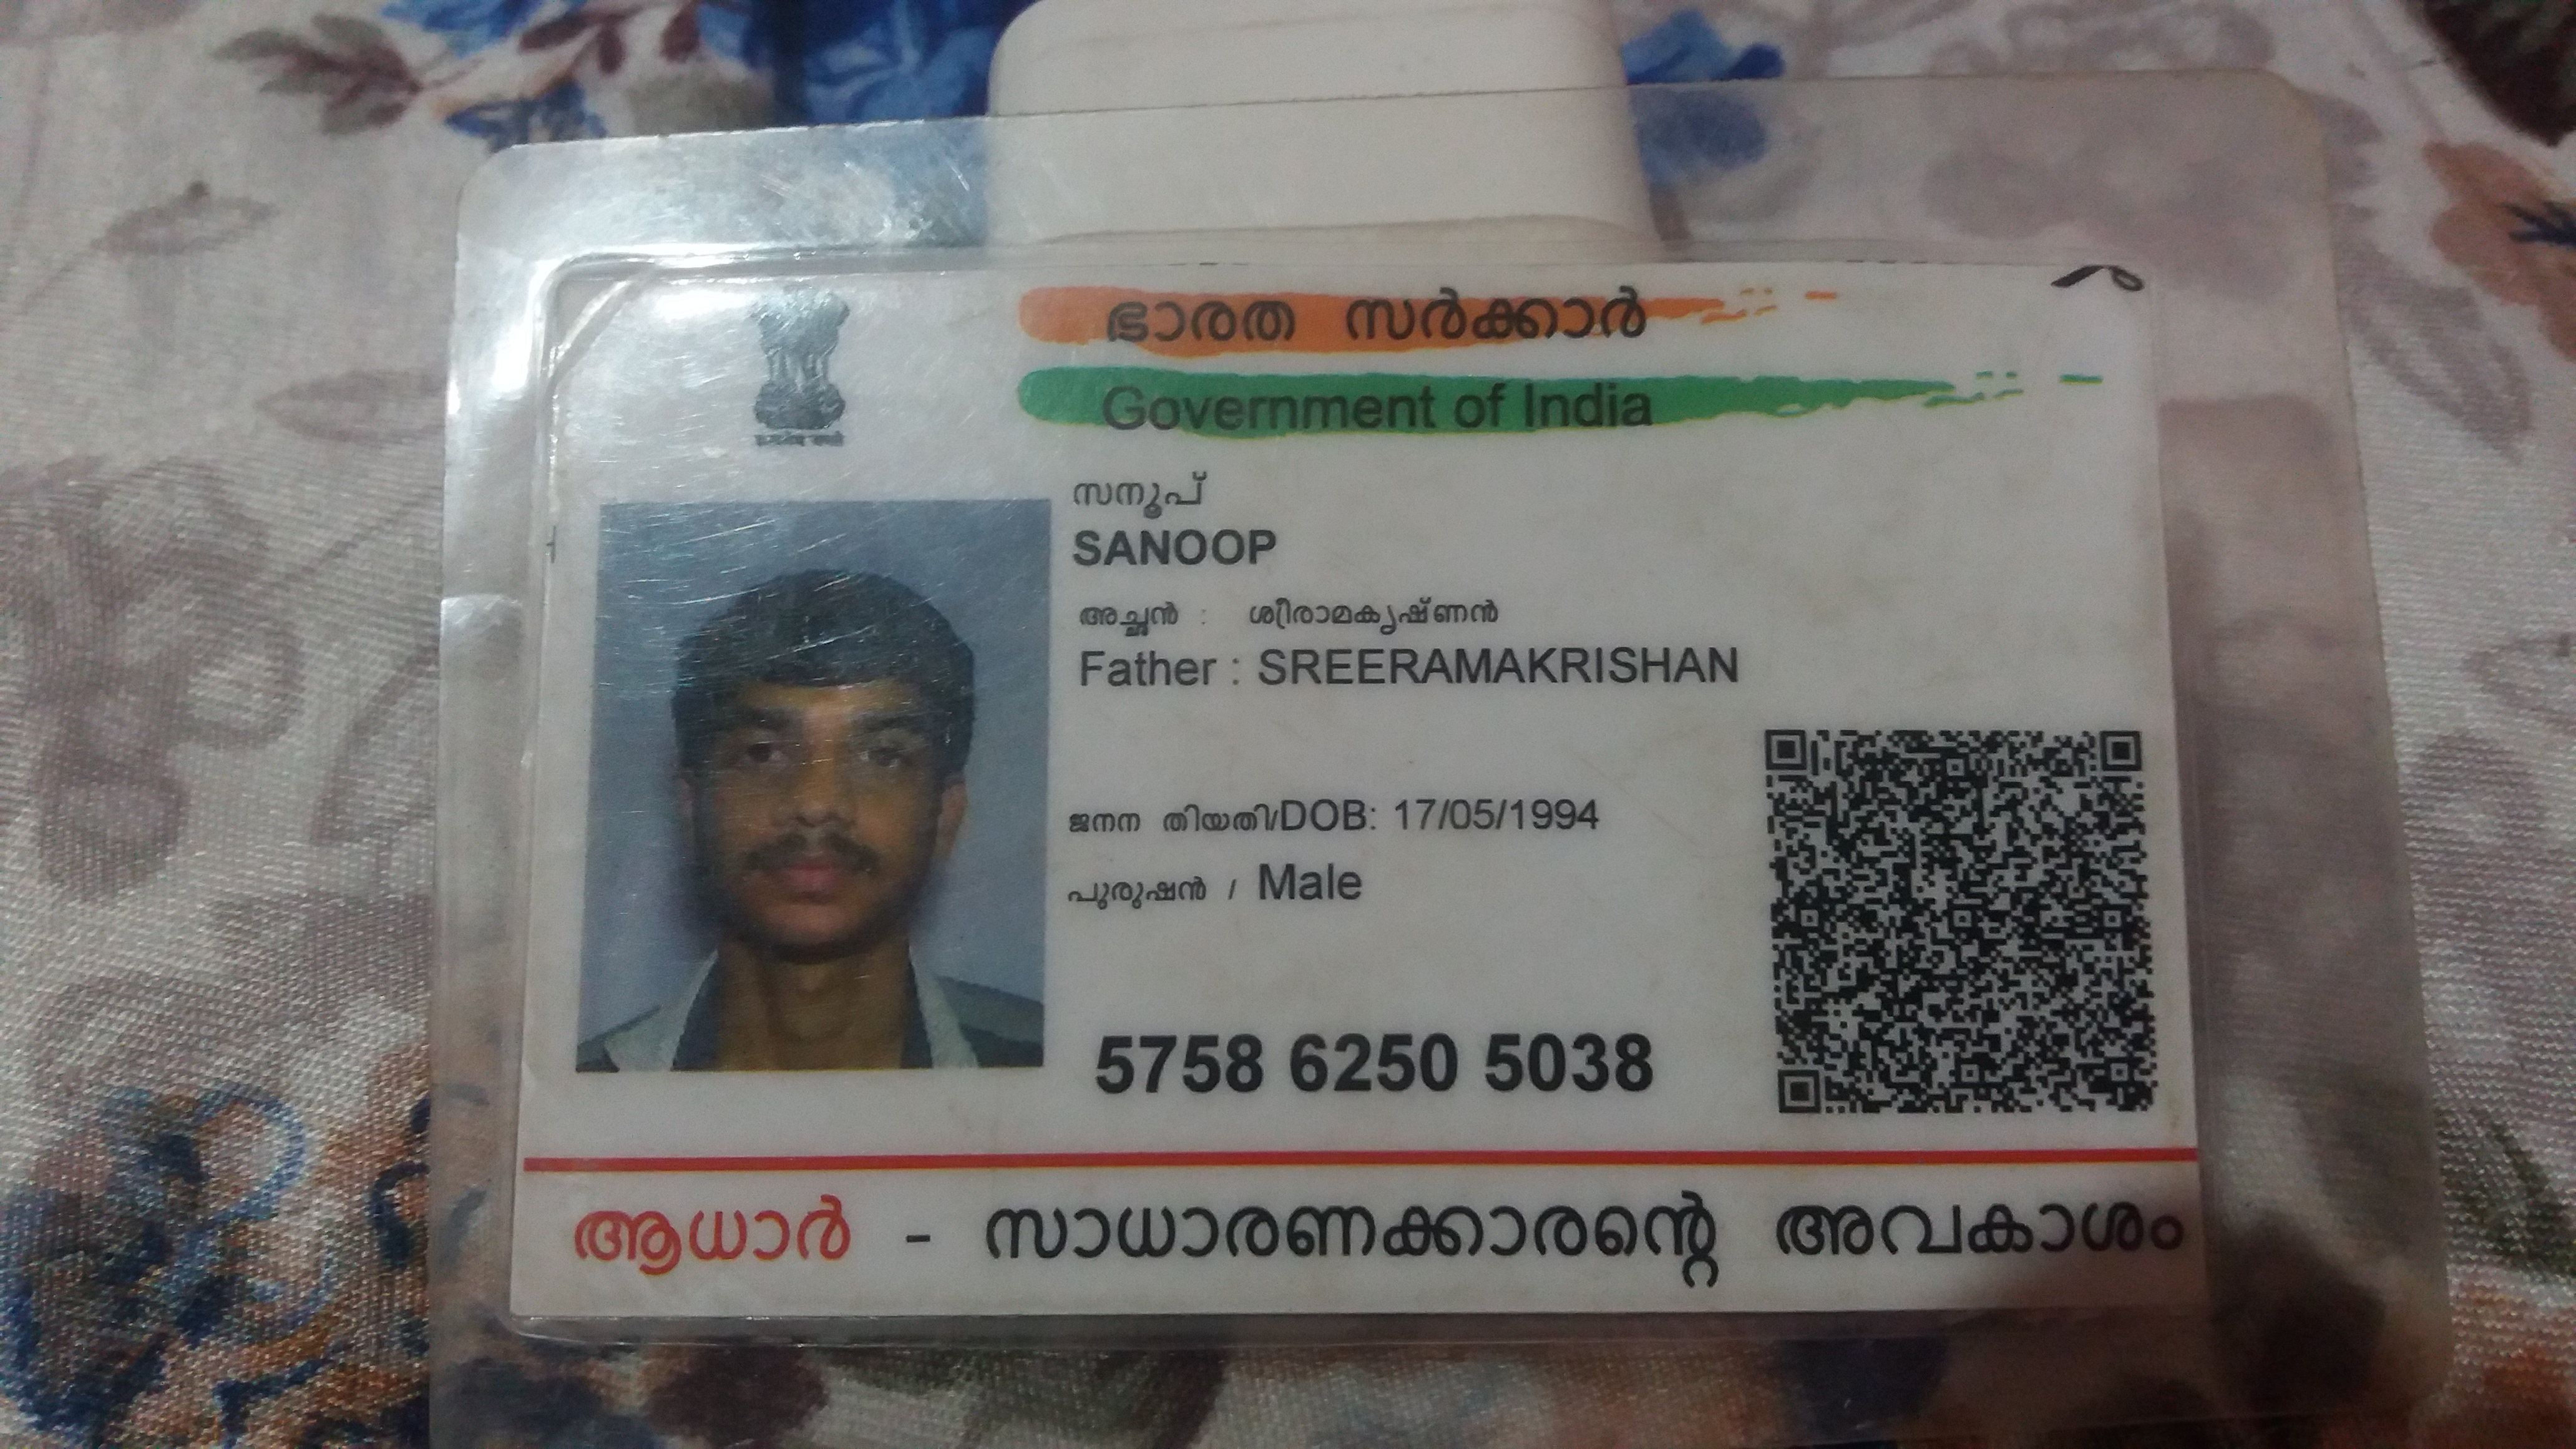 ഭാരത സർക്കാർ
Government of India
സനൂപ്
SANOOP
അച്ഛൻ : ശ്രീരാമകൃഷ്ണൻ
Father : SREERAMAKRISHAN
ജനന തിയതി/DOB: 17/05/1994
പുരുഷൻ / Male
5758 6250 5038
ആധാർ - സാധാരണക്കാരന്റെ അവകാശം